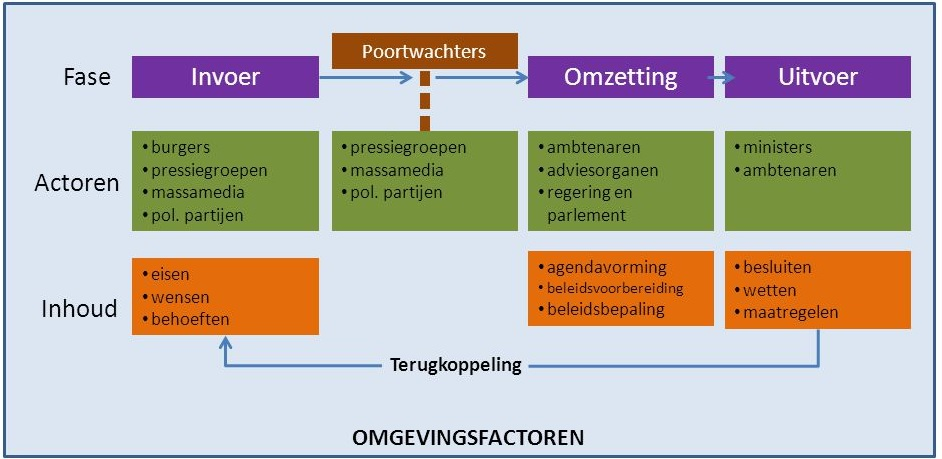 Poortwachters
Fase
Invoer
Omzetting
Uitvoer
Actoren
• burgers
• pressiegroepen
• massamedia
• pol. partijen
• pressiegroepen
• massamedia
• pol. partijen
• ambtenaren
• adviesorganen
• regering en
parlement
• ministers
• ambtenaren
Inhoud
• eisen
• wensen
• behoeften
• agendavorming
• beleidsvoorbereiding
• beleidsbepaling
• besluiten
• wetten
• maatregelen
Terugkoppeling
OMGEVINGSFACTOREN